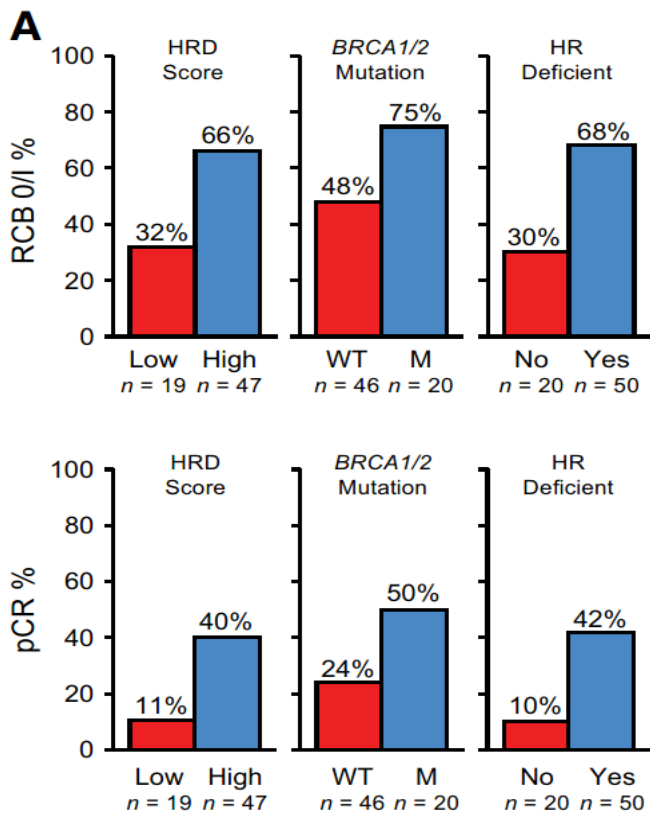 A
HRD Score
BRCA1/2 Mutation
HR Deficient
RCB 0/I %
100
80
60
40
20
0
32%
66%
48%
75%
30%
68%
Low High
n = 19 n = 47
WT M
n = 46 n = 20
No Yes
n = 20 n = 50
HRD Score
BRCA1/2 Mutation
HR Deficient
pCR %
100
80
60
40
20
0
11%
40%
24%
50%
10%
42%
Low High
n = 19 n = 47
WT M
n = 46 n = 20
No Yes
n = 20 n = 50